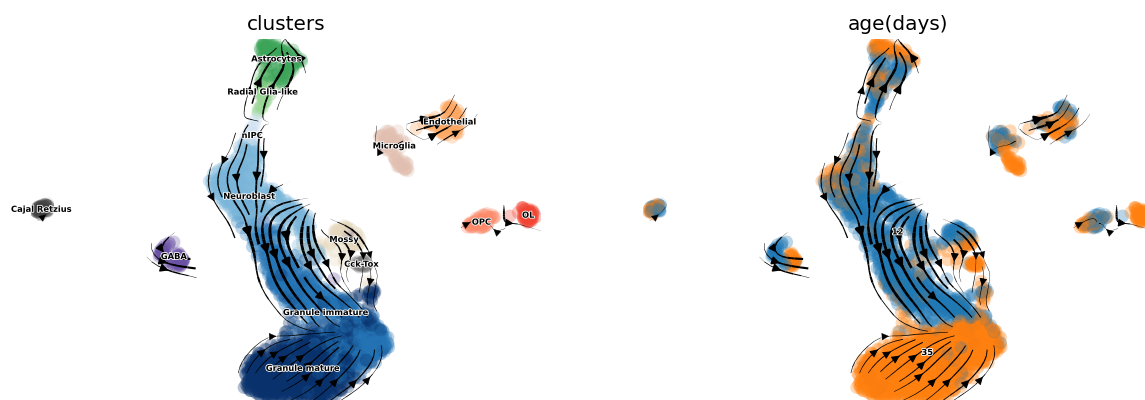 clusters
Astrocytes
Radial Glia-like
nIPC
Endothelial
Microglia
Neuroblast
Cajal Retzius
OPC
OL
Mossy
GABA
Cck-Tox
Granule immature
Granule mature
age(days)
12
35